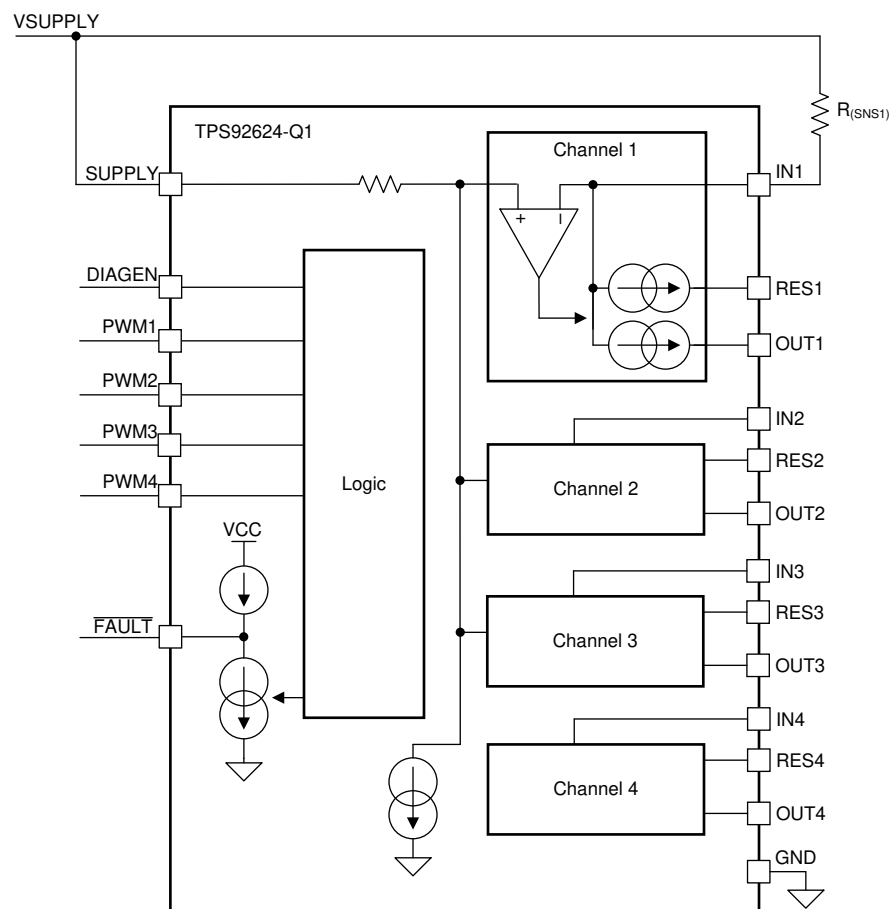 VSUPPLY
R(SNS1)
TPS92624-Q1
Channel 1
SUPPLY
IN1
+
–
DIAGEN
RES1
PWM1
OUT1
PWM2
IN2
PWM3
RES2
Logic
Channel 2
PWM4
OUT2
VCC
IN3
RES3
FAULT
Channel 3
OUT3
IN4
RES4
Channel 4
OUT4
GND